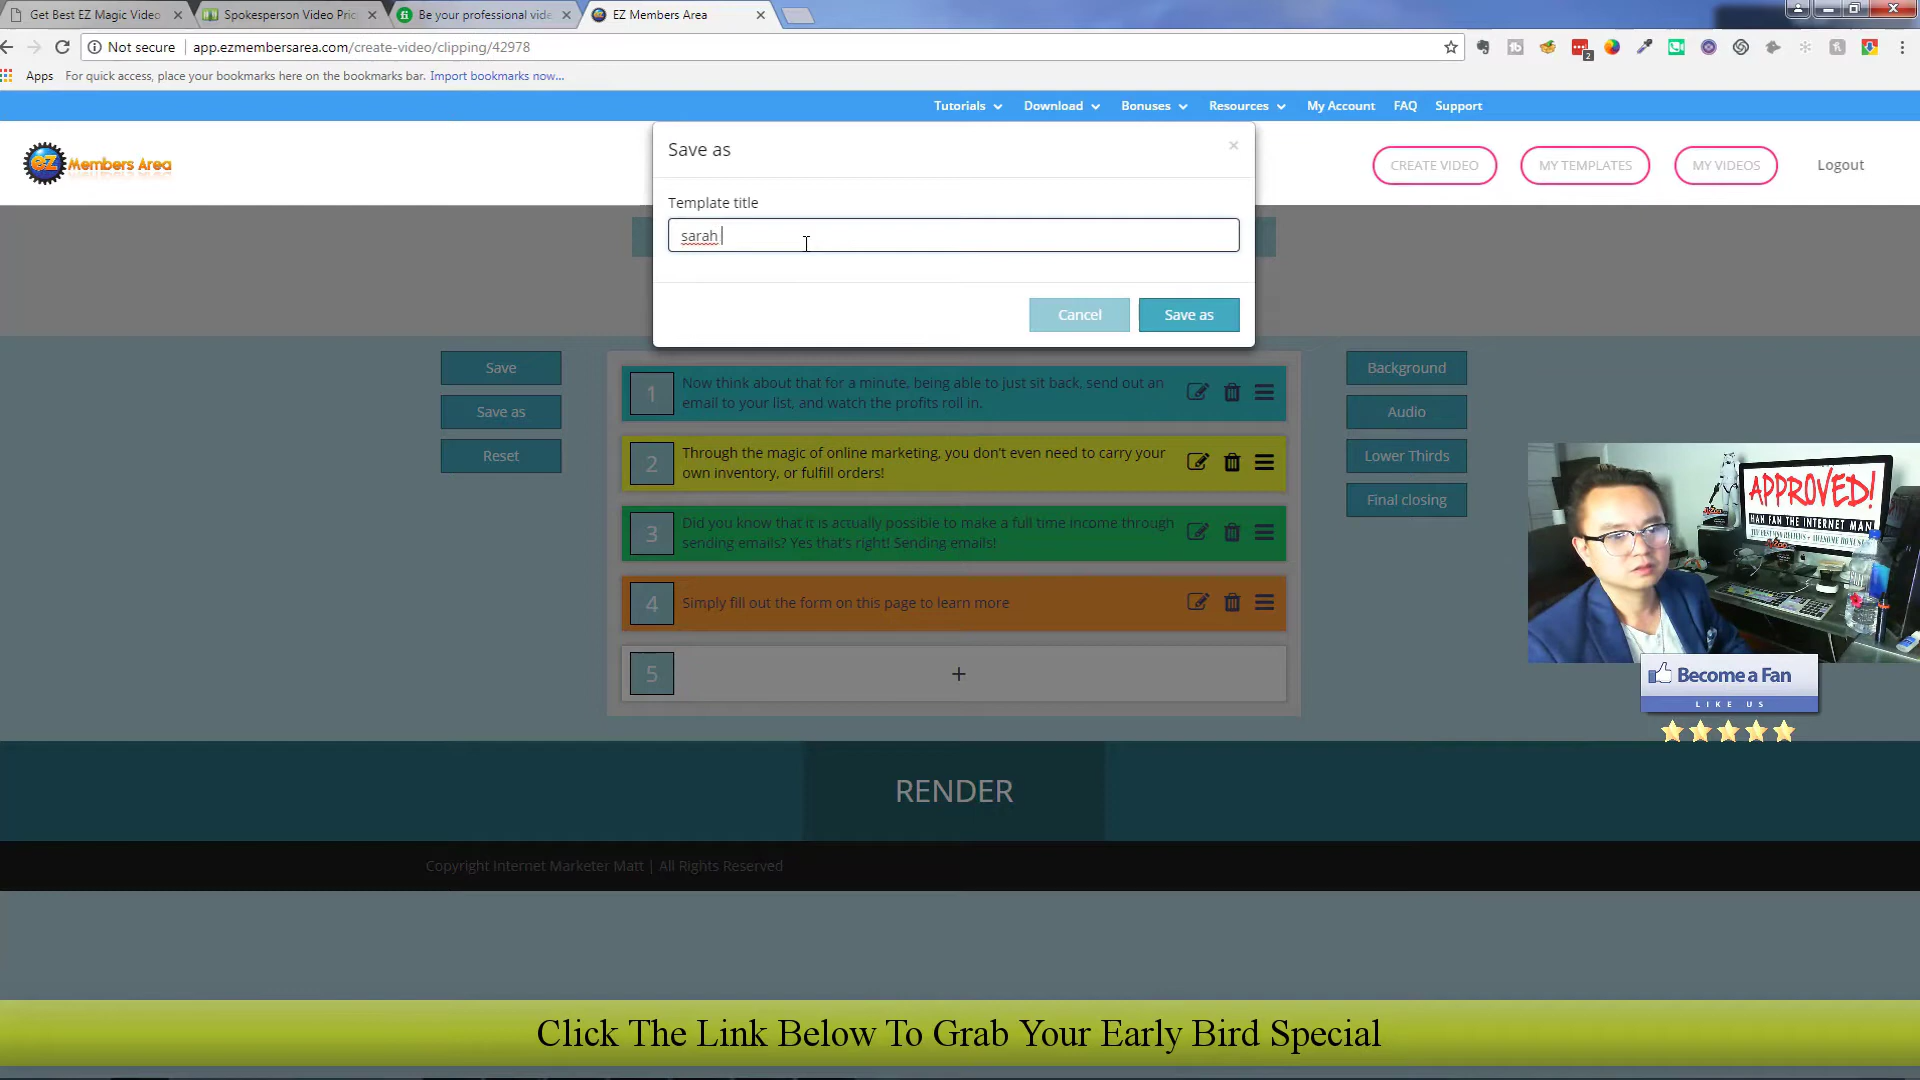 Get Best EZ Magic Video
Spokesperson Video Pric
Be your professional vide
EZ Members Area
Not secure
app.ezmembersarea.com/create-video/clipping/42978
Apps
For quick access, place your bookmarks here on the bookmarks bar. Import bookmarks now...
Tutorials
Download
Bonuses
Resources
My Account
FAQ
Support
eZ Members Area
CREATE VIDEO
MY TEMPLATES
MY VIDEOS
Logout
Save as
Template title
sarah
Cancel
Save as
Save
Save as
Reset
1
Now think about that for a minute, being able to just sit back, send out an
email to your list, and watch the profits roll in.
2
Through the magic of online marketing, you don't even need to carry your
own inventory, or fulfill orders!
3
Did you know that it is actually possible to make a full time income through
sending emails? Yes that's right! Sending emails!
4
Simply fill out the form on this page to learn more
5
Background
Audio
Lower Thirds
Final closing
APPROVED!
HAN FAN THE INTERNET MAN
Become a Fan
LIKE US
RENDER
Copyright Internet Marketer Matt | All Rights Reserved
Click The Link Below To Grab Your Early Bird Special